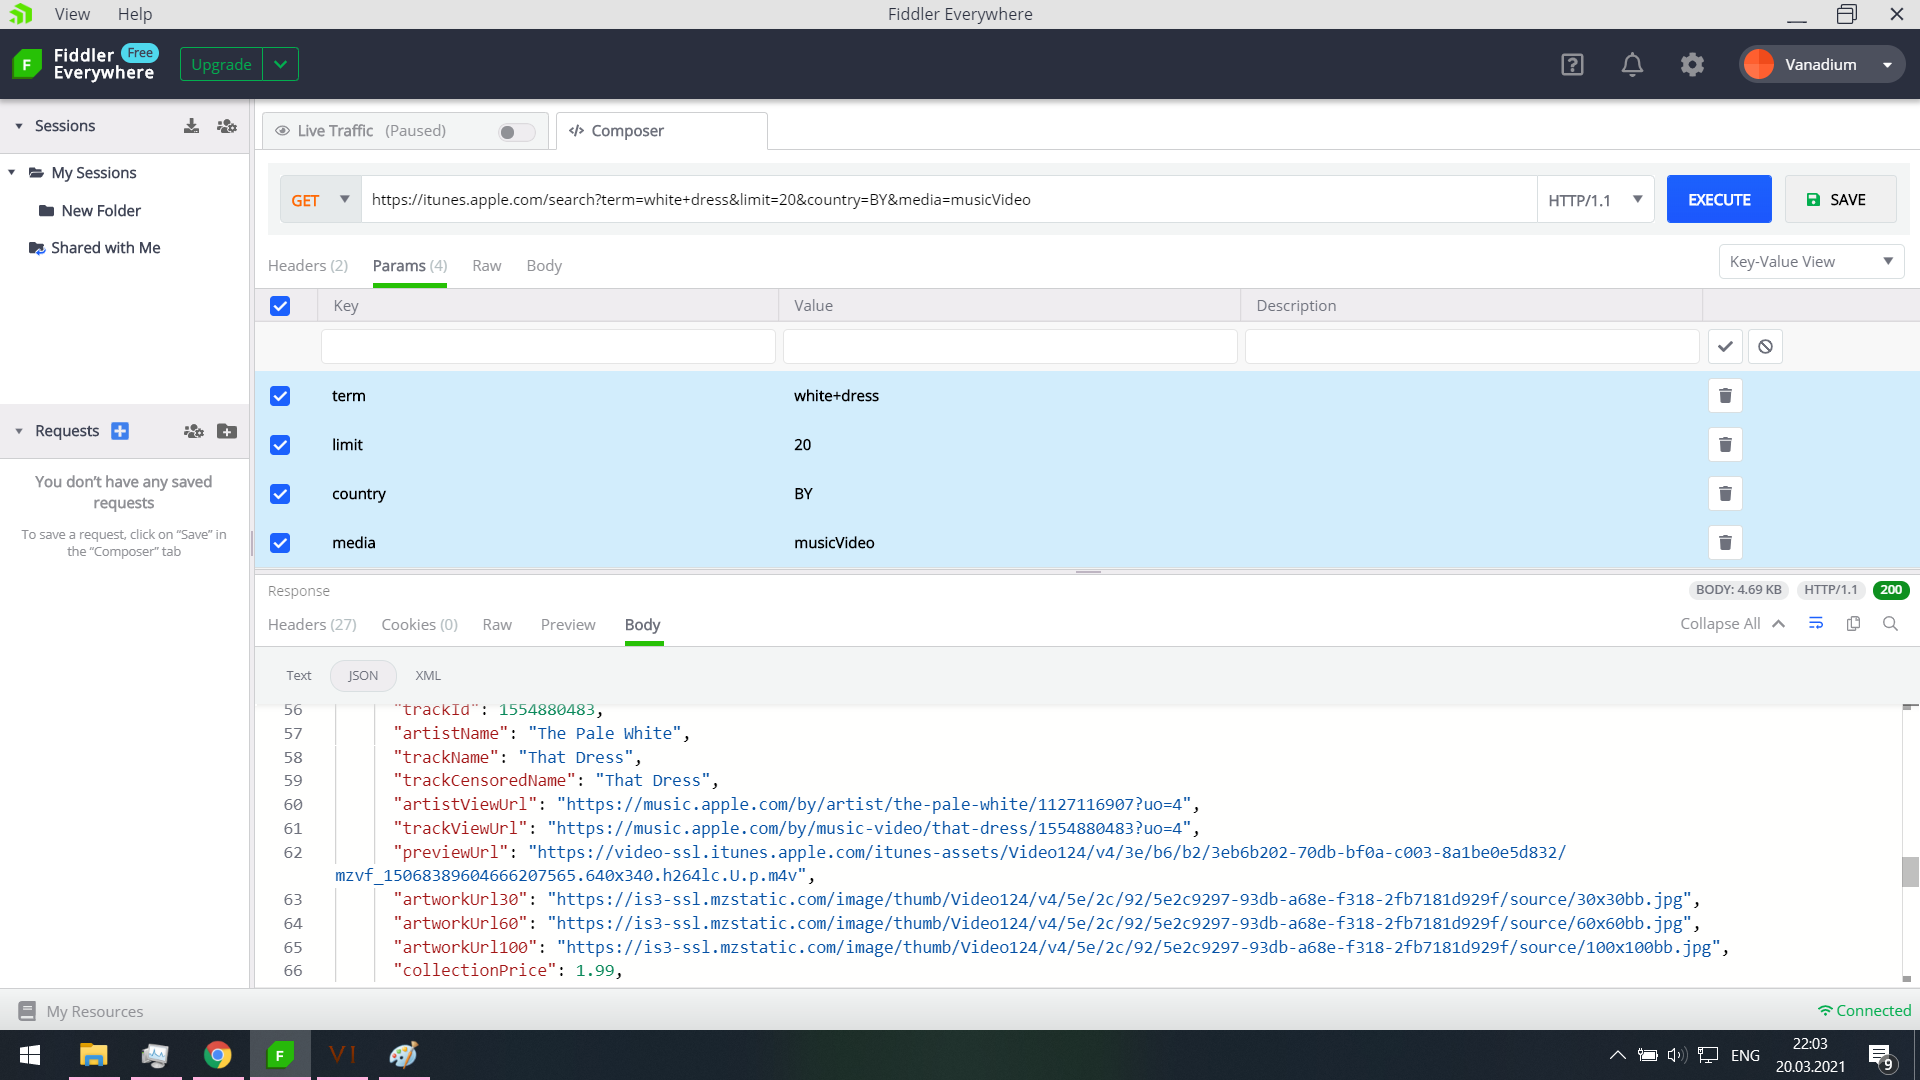 View Help Fiddler Everywhere
Fiddler Everywhere Free Upgrade Vanadium
Sessions
Live Traffic (Paused) Composer
My Sessions
New Folder
Shared with Me
GET https://itunes.apple.com/search?term=white+dress&limit=20&country=BY&media=musicVideo HTTP/1.1 EXECUTE SAVE
Headers (2) Params (4) Raw Body Key-Value View
Key Value Description
term white+dress
limit 20
country BY
media musicVideo
Requests
You don't have any saved
requests
To save a request, click on “Save” in
the “Composer” tab
Response BODY: 4.69 KB HTTP/1.1 200
Headers (27) Cookies (0) Raw Preview Body Collapse All
Text JSON XML
56 "trackId": 1554880483,
57 "artistName": "The Pale White",
58 "trackName": "That Dress",
59 "trackCensoredName": "That Dress",
60 "artistViewUrl": "https://music.apple.com/by/artist/the-pale-white/1127116907?uo=4",
61 "trackViewUrl": "https://music.apple.com/by/music-video/that-dress/1554880483?uo=4",
62 "previewUrl": "https://video-ssl.itunes.apple.com/itunes-assets/Video124/v4/3e/b6/b2/3eb6b202-70db-bf0a-c003-8a1be0e5d832/
mzvf_15068389604666207565.640x340.h264lc.U.p.m4v",
63 "artworkUrl30": "https://is3-ssl.mzstatic.com/image/thumb/Video124/v4/5e/2c/92/5e2c9297-93db-a68e-f318-2fb7181d929f/source/30x30bb.jpg",
64 "artworkUrl60": "https://is3-ssl.mzstatic.com/image/thumb/Video124/v4/5e/2c/92/5e2c9297-93db-a68e-f318-2fb7181d929f/source/60x60bb.jpg",
65 "artworkUrl100": "https://is3-ssl.mzstatic.com/image/thumb/Video124/v4/5e/2c/92/5e2c9297-93db-a68e-f318-2fb7181d929f/source/100x100bb.jpg",
66 "collectionPrice": 1.99,
My Resources Connected
F VI ENG 22:03
20.03.2021 9